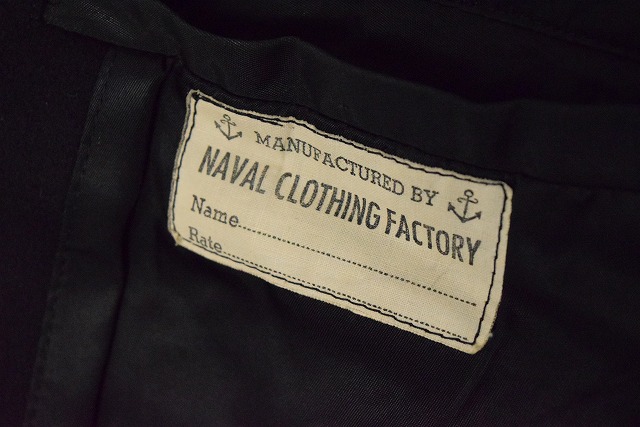 MANUFACTURED BY
NAVAL CLOTHING FACTORY
Name
Rate